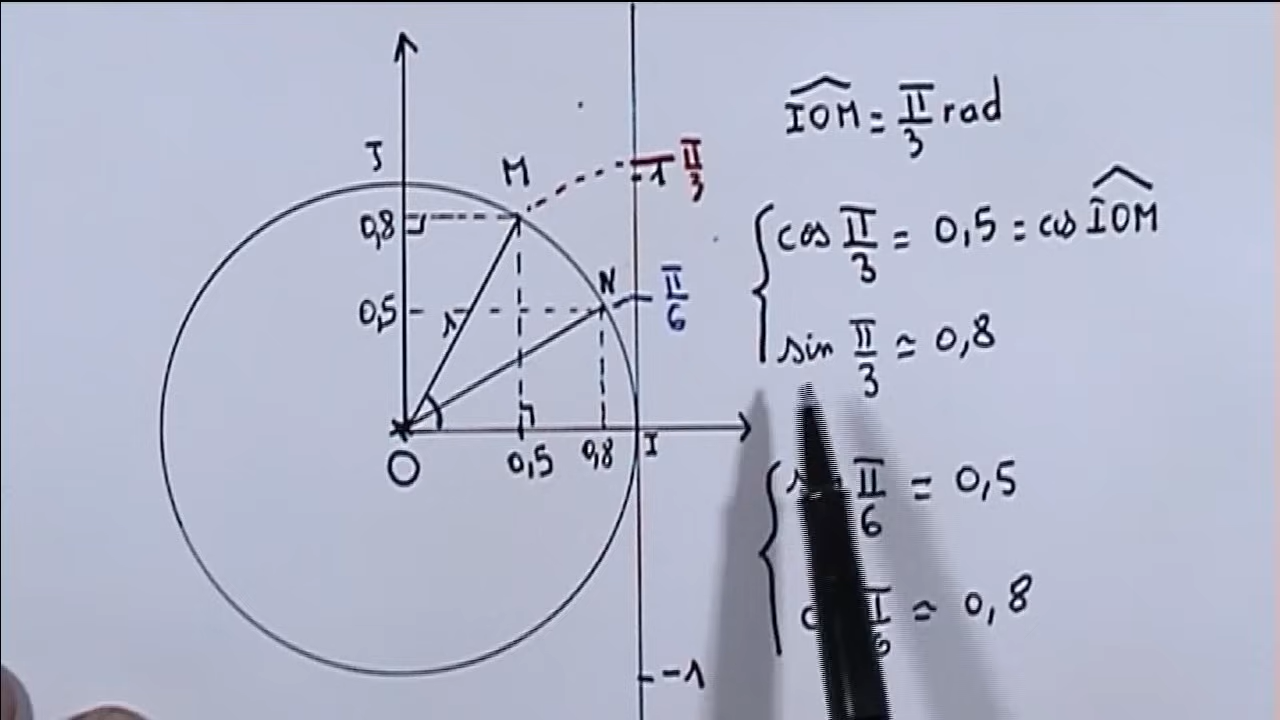 J
M
1
π/3
0,8
N
π/6
0,5
1
O
0,5
0,8
I
-1
IOM = π/3 rad
cos π/3 = 0,5 = cos IOM
sin π/3 ≃ 0,8
π/6 = 0,5
≃ 0,8